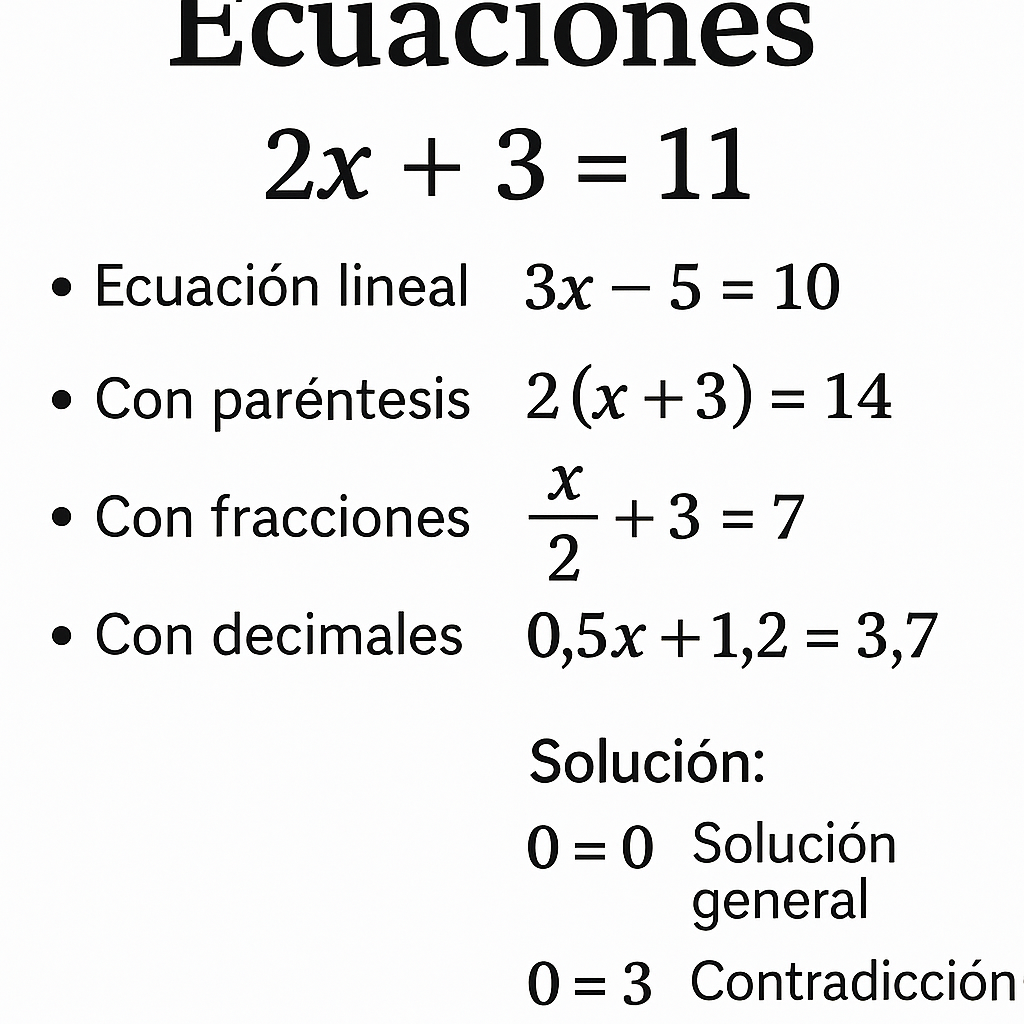 Ecuaciones
2x + 3 = 11
• Ecuación lineal 3x − 5 = 10
• Con paréntesis 2(x + 3) = 14
• Con fracciones x/2 + 3 = 7
• Con decimales 0,5x + 1,2 = 3,7
Solución:
0 = 0 Solución
general
0 = 3 Contradicción